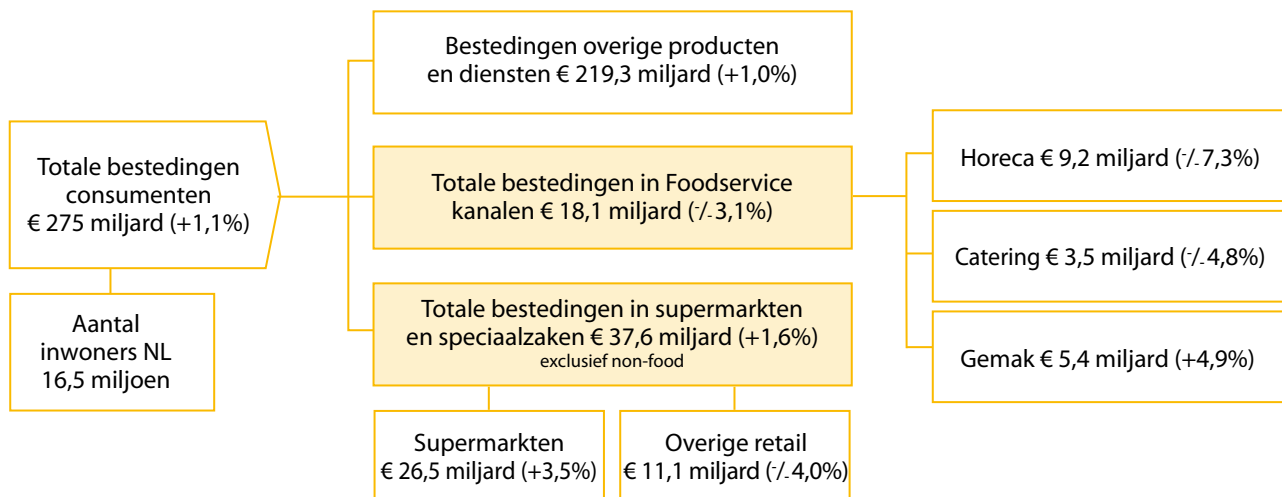 Bestedingen overige producten
en diensten € 219,3 miljard (+1,0%)
Totale bestedingen
consumenten
€ 275 miljard (+1,1%)
Totale bestedingen in Foodservice
kanalen € 18,1 miljard (-/-3,1%)
Horeca € 9,2 miljard (-/-7,3%)
Catering € 3,5 miljard (-/-4,8%)
Gemak € 5,4 miljard (+4,9%)
Aantal
inwoners NL
16,5 miljoen
Totale bestedingen in supermarkten
en speciaalzaken € 37,6 miljard (+1,6%)
exclusief non-food
Supermarkten
€ 26,5 miljard (+3,5%)
Overige retail
€ 11,1 miljard (-/-4,0%)